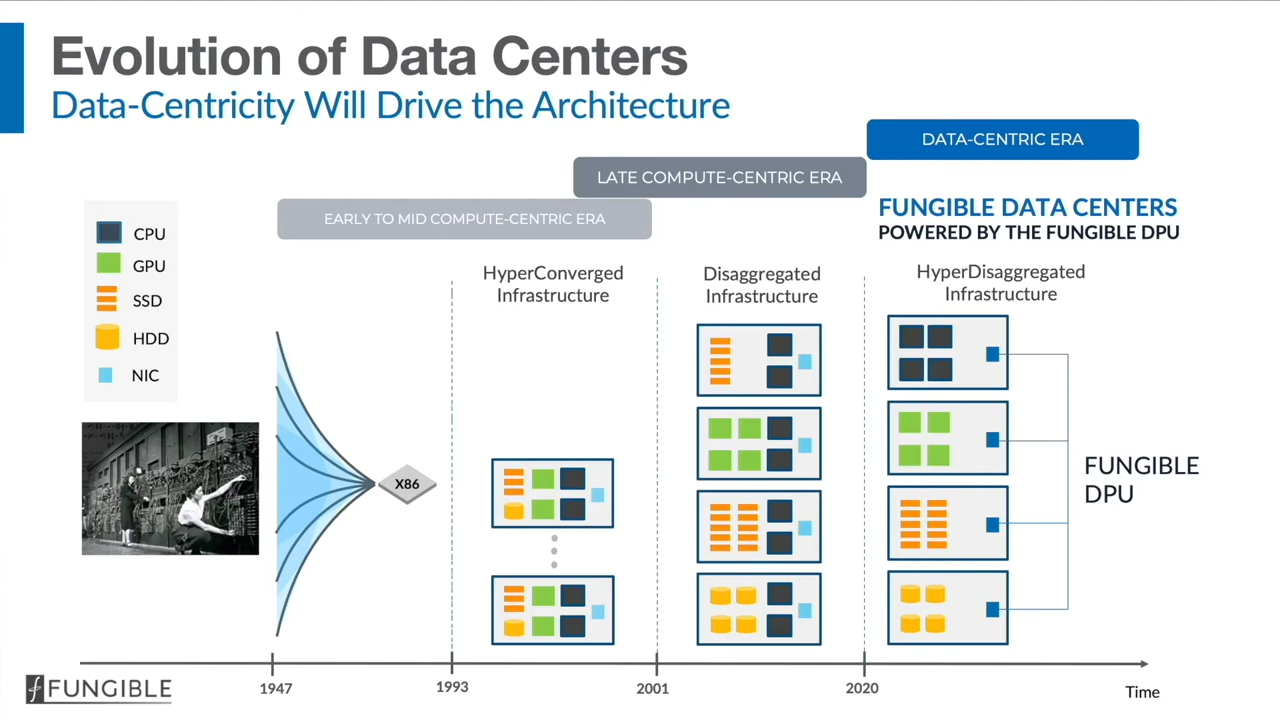 Evolution of Data Centers
Data-Centricity Will Drive the Architecture
DATA-CENTRIC ERA
LATE COMPUTE-CENTRIC ERA
EARLY TO MID COMPUTE-CENTRIC ERA
FUNGIBLE DATA CENTERS
POWERED BY THE FUNGIBLE DPU
CPU
GPU
SSD
HDD
NIC
HyperConverged
Infrastructure
Disaggregated
Infrastructure
HyperDisaggregated
Infrastructure
X86
FUNGIBLE
DPU
1947
1993
2001
2020
Time
FUNGIBLE